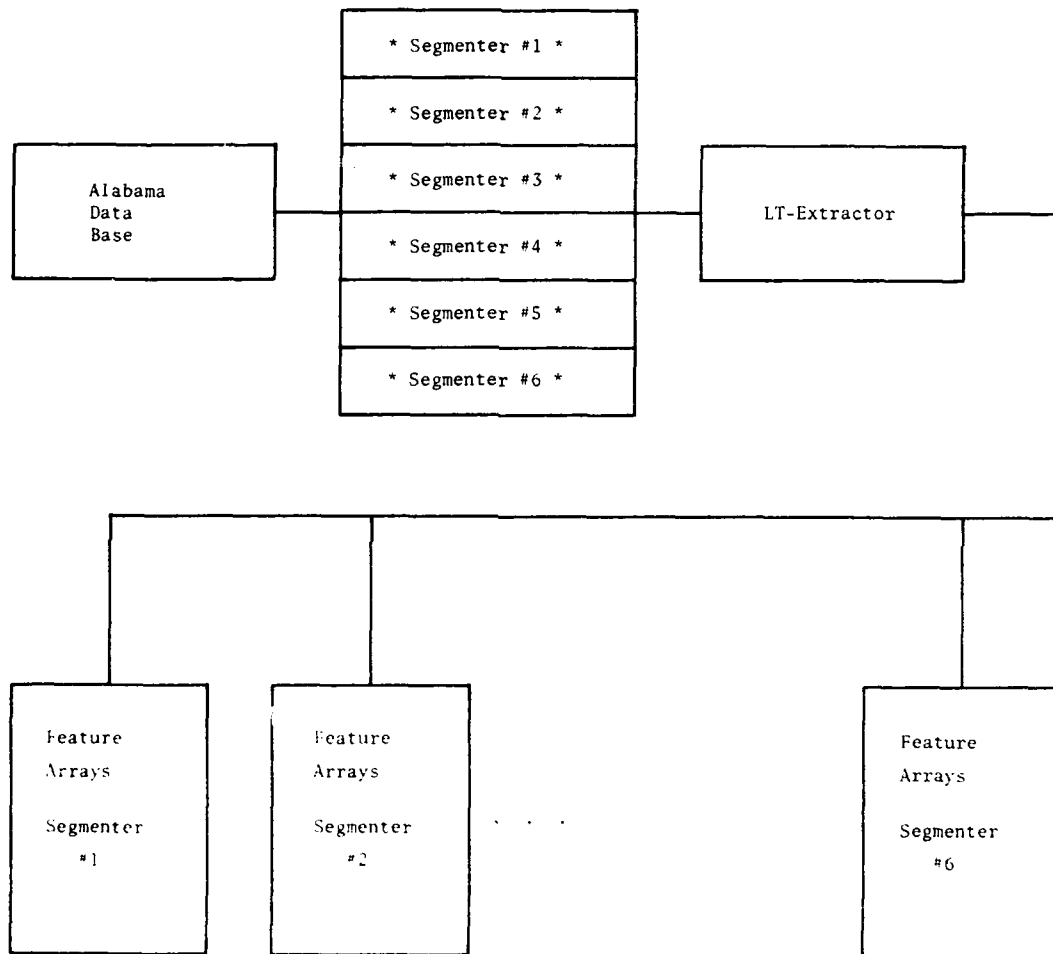 * Segmenter #1 *
* Segmenter #2 *
* Segmenter #3 *
* Segmenter #4 *
* Segmenter #5 *
* Segmenter #6 *
Alabama
Data
Base
LT-Extractor
Feature
Arrays
Segmenter
#1
Feature
Arrays
Segmenter
#2
. . .
Feature
Arrays
Segmenter
#6